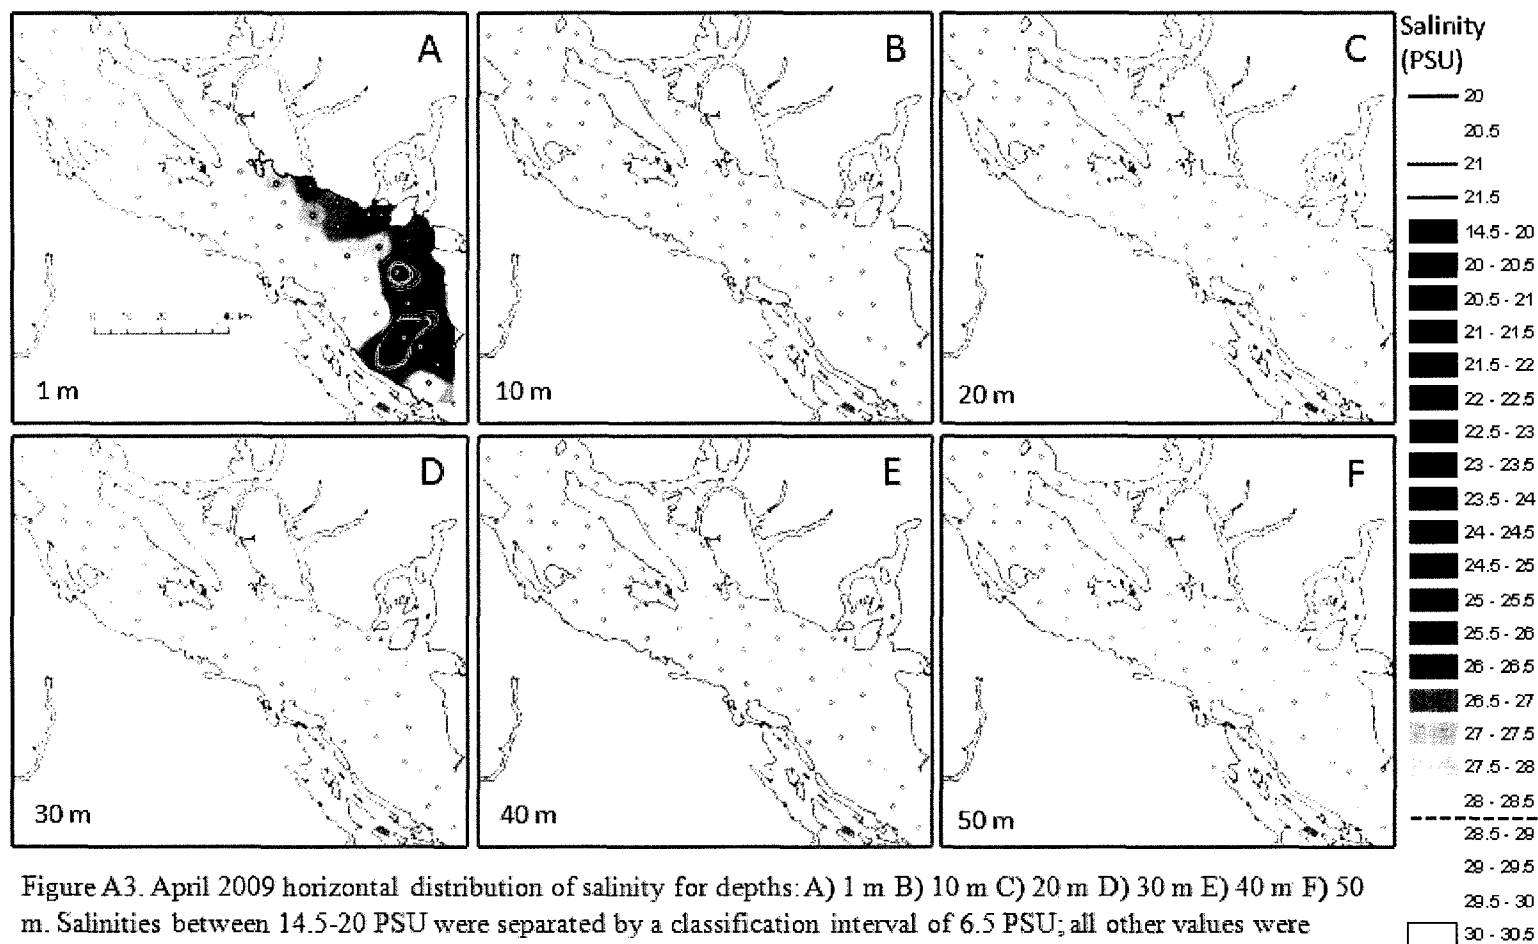 A
B
C
Salinity
(PSU)
20
20.5
21
21.5
14.5 - 20
20 - 20.5
20.5 - 21
21 - 21.5
21.5 - 22
22 - 22.5
22.5 - 23
23 - 23.5
23.5 - 24
24 - 24.5
24.5 - 25
25 - 25.5
25.5 - 26
26 - 26.5
26.5 - 27
27 - 27.5
27.5 - 28
28 - 28.5
28.5 - 29
29 - 29.5
29.5 - 30
30 - 30.5
1 m
10 m
20 m
D
E
F
30 m
40 m
50 m
Figure A3. April 2009 horizontal distribution of salinity for depths: A) 1 m B) 10 m C) 20 m D) 30 m E) 40 m F) 50
m. Salinities between 14.5-20 PSU were separated by a classification interval of 6.5 PSU; all other values were